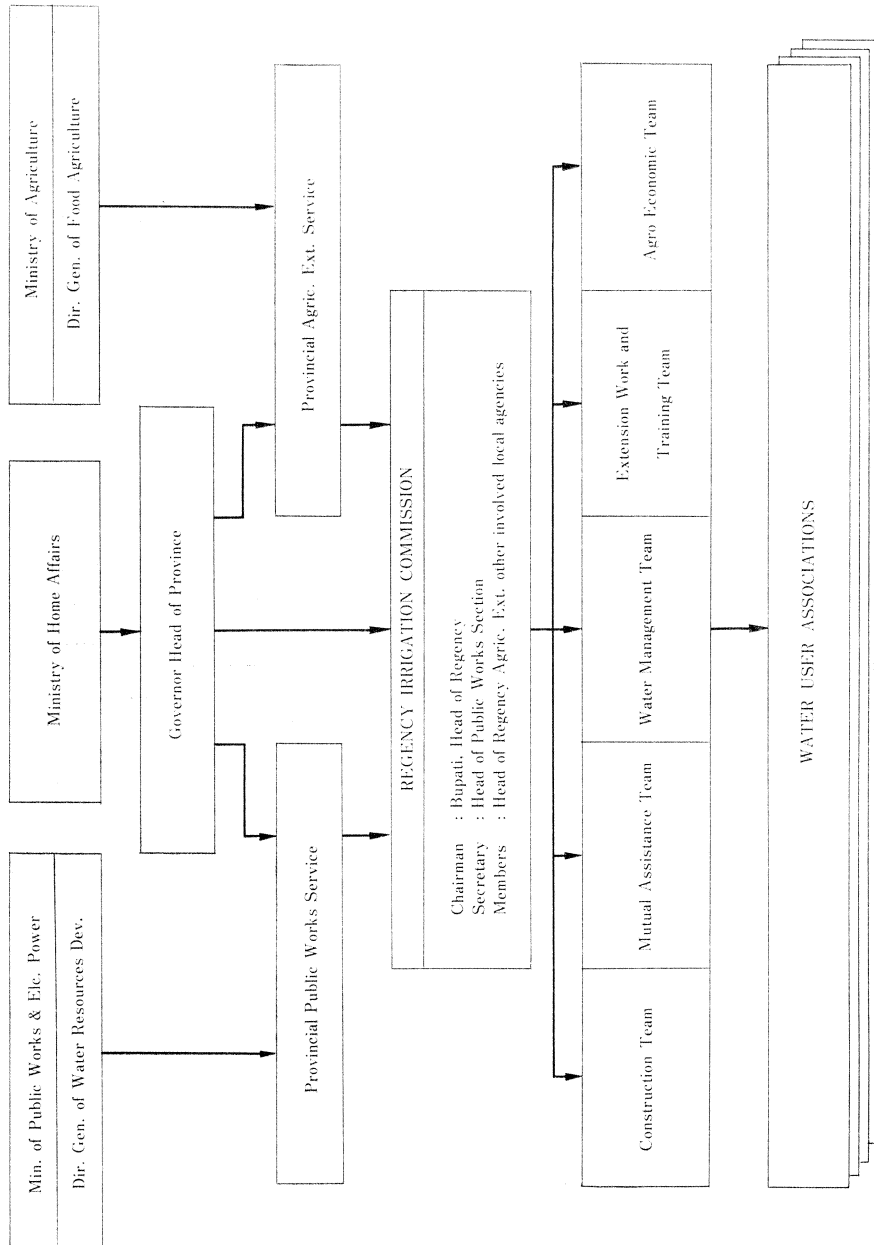 Min. of Public Works & Elc. Power
Dir. Gen. of Water Resources Dev.
Ministry of Home Affairs
Ministry of Agriculture
Dir. Gen. of Food Agriculture
Governor Head of Province
Provincial Public Works Service
Provincial Agric. Ext. Service
REGENCY IRRIGATION COMMISSION
Chairman : Bupati. Head of Regency
Secretary : Head of Public Works Section
Members : Head of Regency Agric. Ext. other involved local agencies
Construction Team
Mutual Assistance Team
Water Management Team
Extension Work and
Training Team
Agro Economic Team
WATER USER ASSOCIATIONS